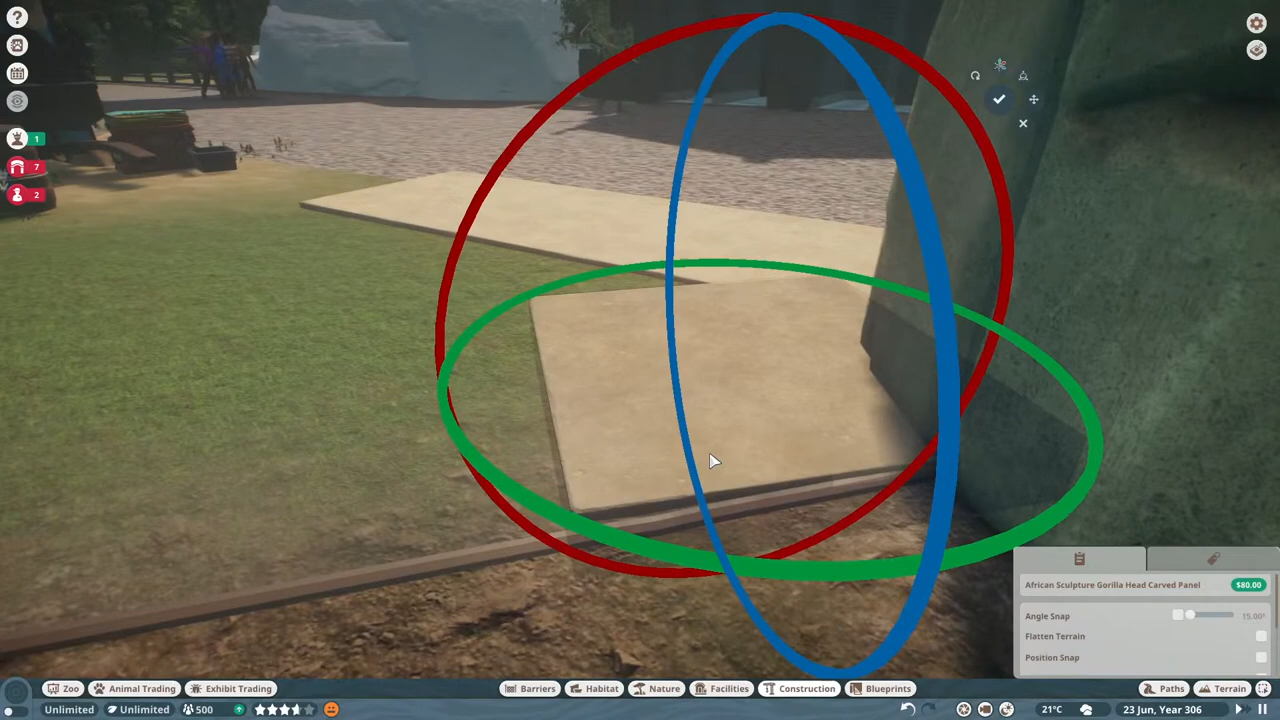 ?
1
7
2
African Sculpture Gorilla Head Carved Panel $80.00
Angle Snap 15.00°
Flatten Terrain
Position Snap
Zoo Animal Trading Exhibit Trading Barriers Habitat Nature Facilities Construction Blueprints Paths Terrain
Unlimited Unlimited 500 21°C 23 Jun, Year 306